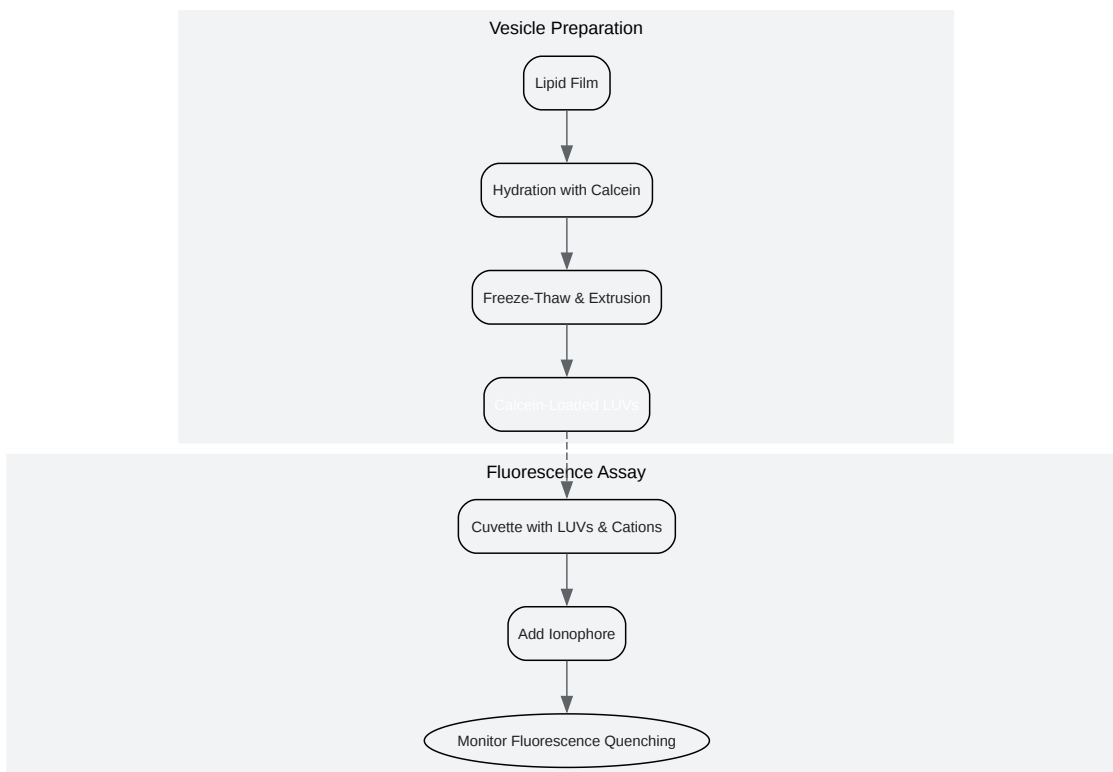 Vesicle Preparation
Lipid Film
Hydration with Calcein
Freeze-Thaw & Extrusion
Calcein-Loaded LUVs
Fluorescence Assay
Cuvette with LUVs & Cations
Add Ionophore
Monitor Fluorescence Quenching